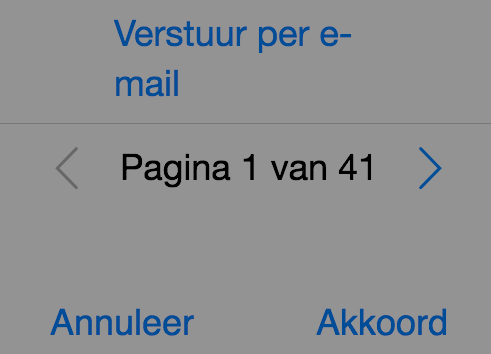 Verstuur per e-
mail
Pagina 1 van 41
Annuleer Akkoord